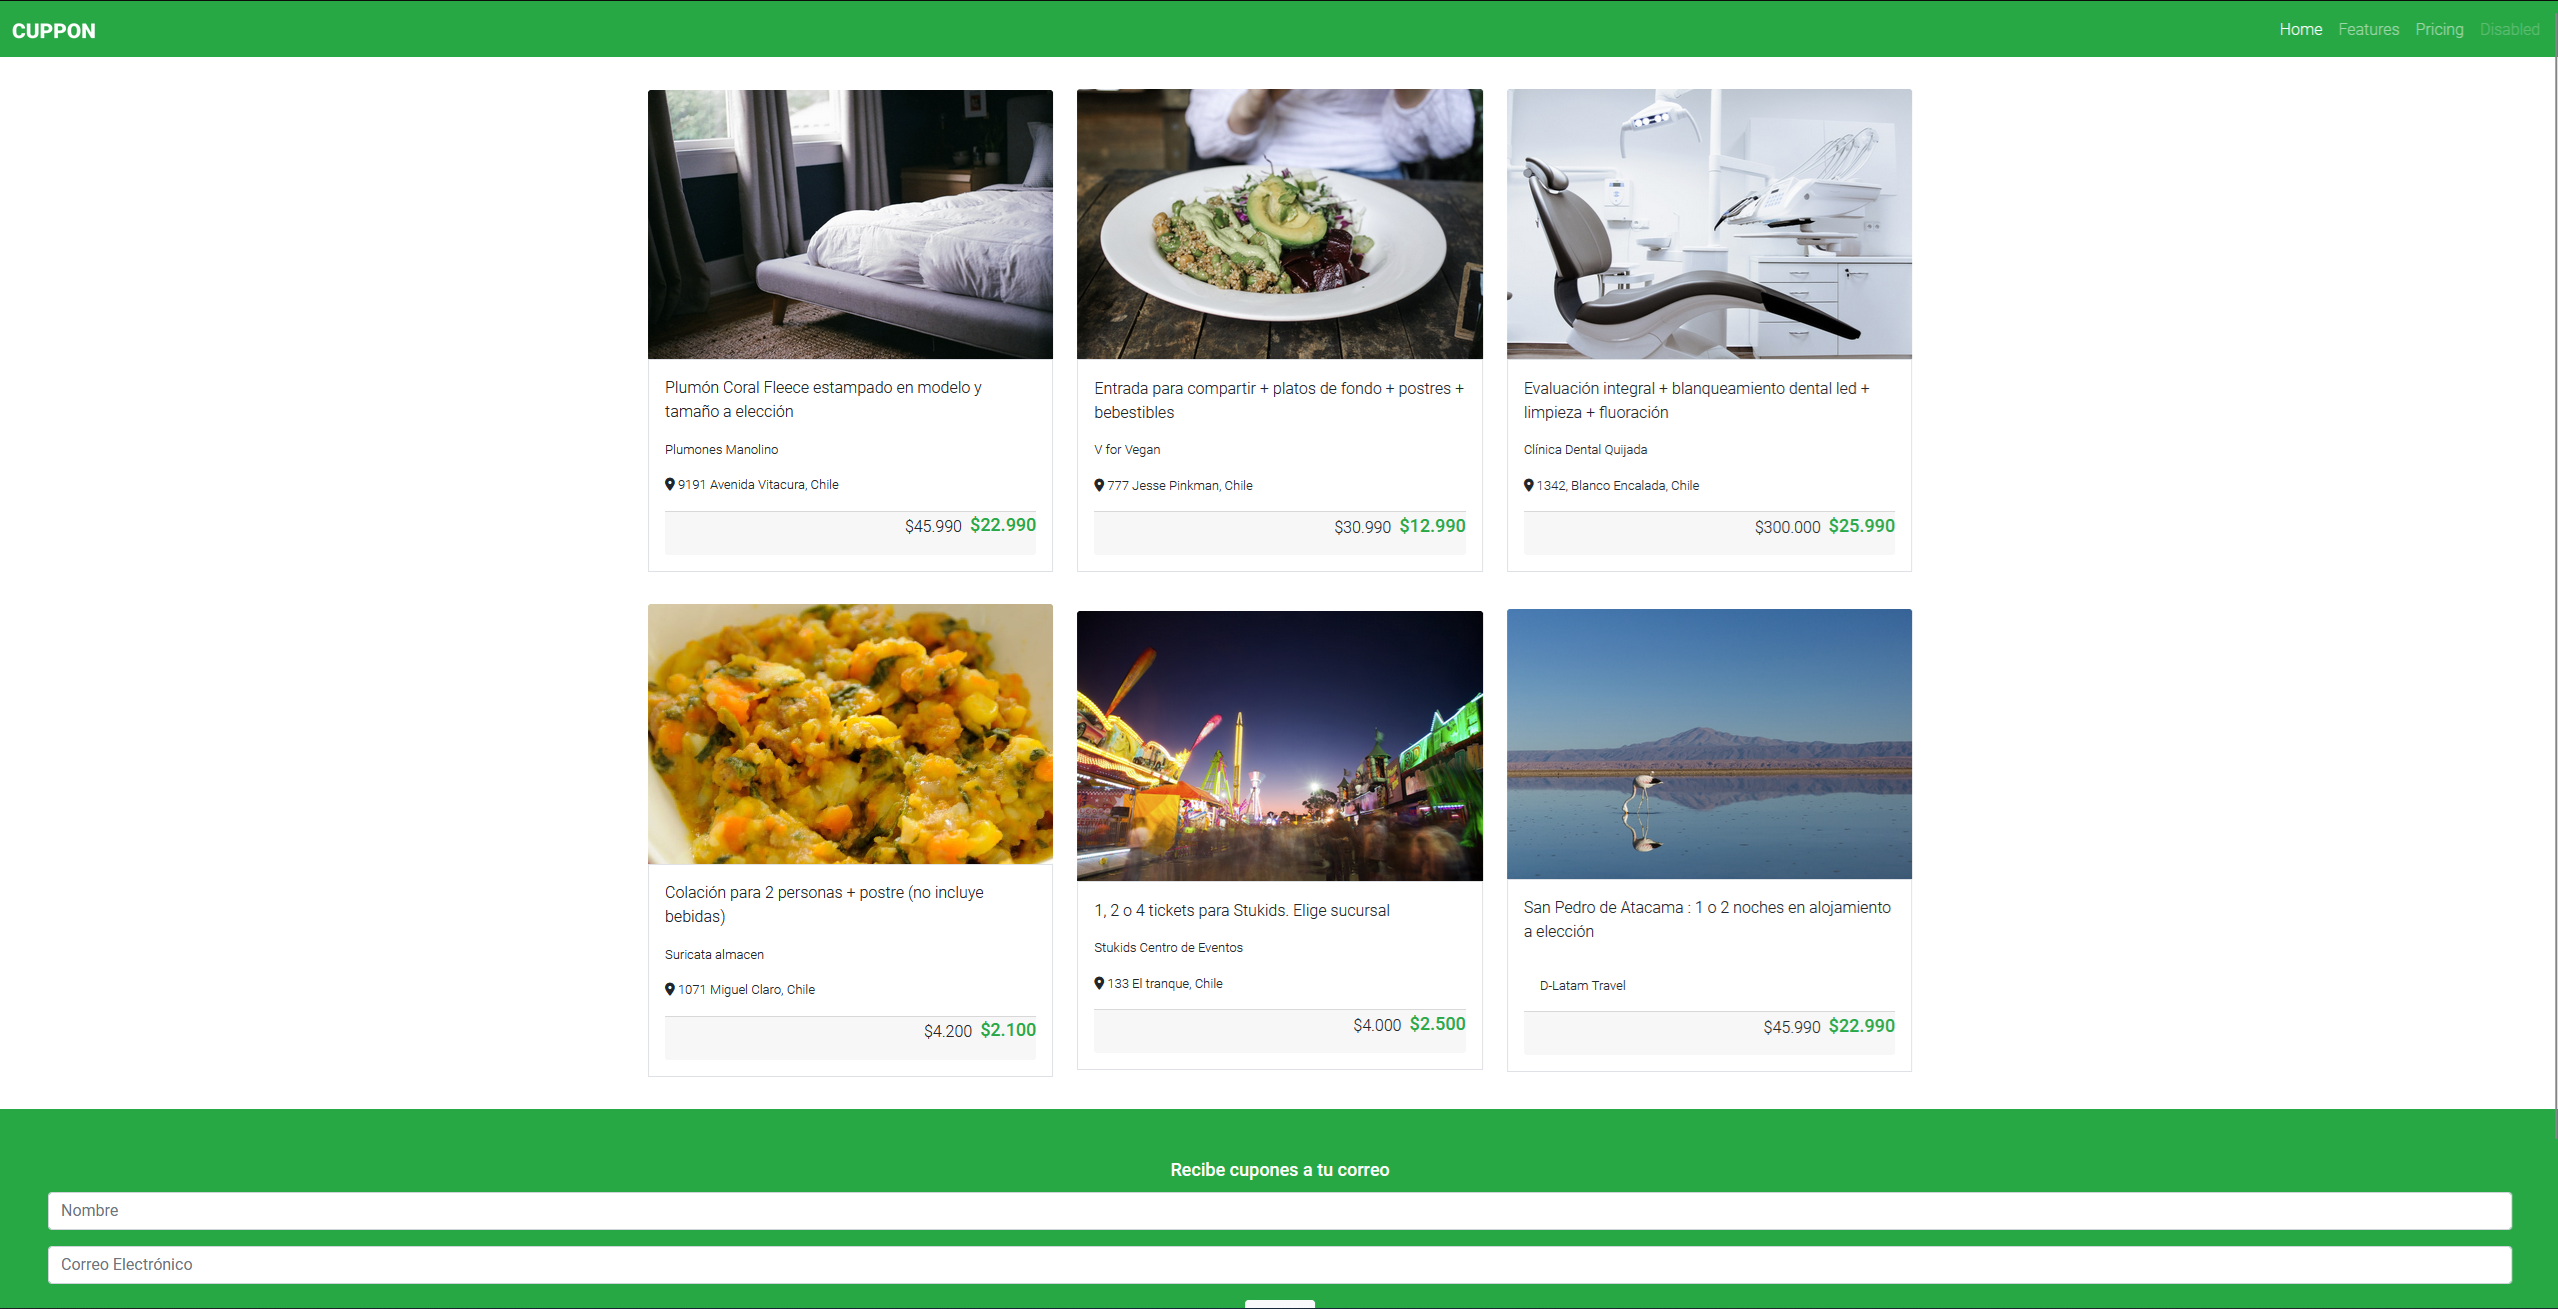 CUPPON
Home Features Pricing Disabled
Plumón Coral Fleece estampado en modelo y
tamaño a elección
Plumones Manolino
9191 Avenida Vitacura, Chile
$45.990 $22.990
Entrada para compartir + platos de fondo + postres +
bebestibles
V for Vegan
777 Jesse Pinkman, Chile
$30.990 $12.990
Evaluación integral + blanqueamiento dental led +
limpieza + fluoración
Clínica Dental Quijada
1342, Blanco Encalada, Chile
$300.000 $25.990
Colación para 2 personas + postre (no incluye
bebidas)
Suricata almacen
1071 Miguel Claro, Chile
$4.200 $2.100
1, 2 o 4 tickets para Stukids. Elige sucursal
Stukids Centro de Eventos
133 El tranque, Chile
$4.000 $2.500
San Pedro de Atacama : 1 o 2 noches en alojamiento
a elección
D-Latam Travel
$45.990 $22.990
Recibe cupones a tu correo
Nombre
Correo Electrónico